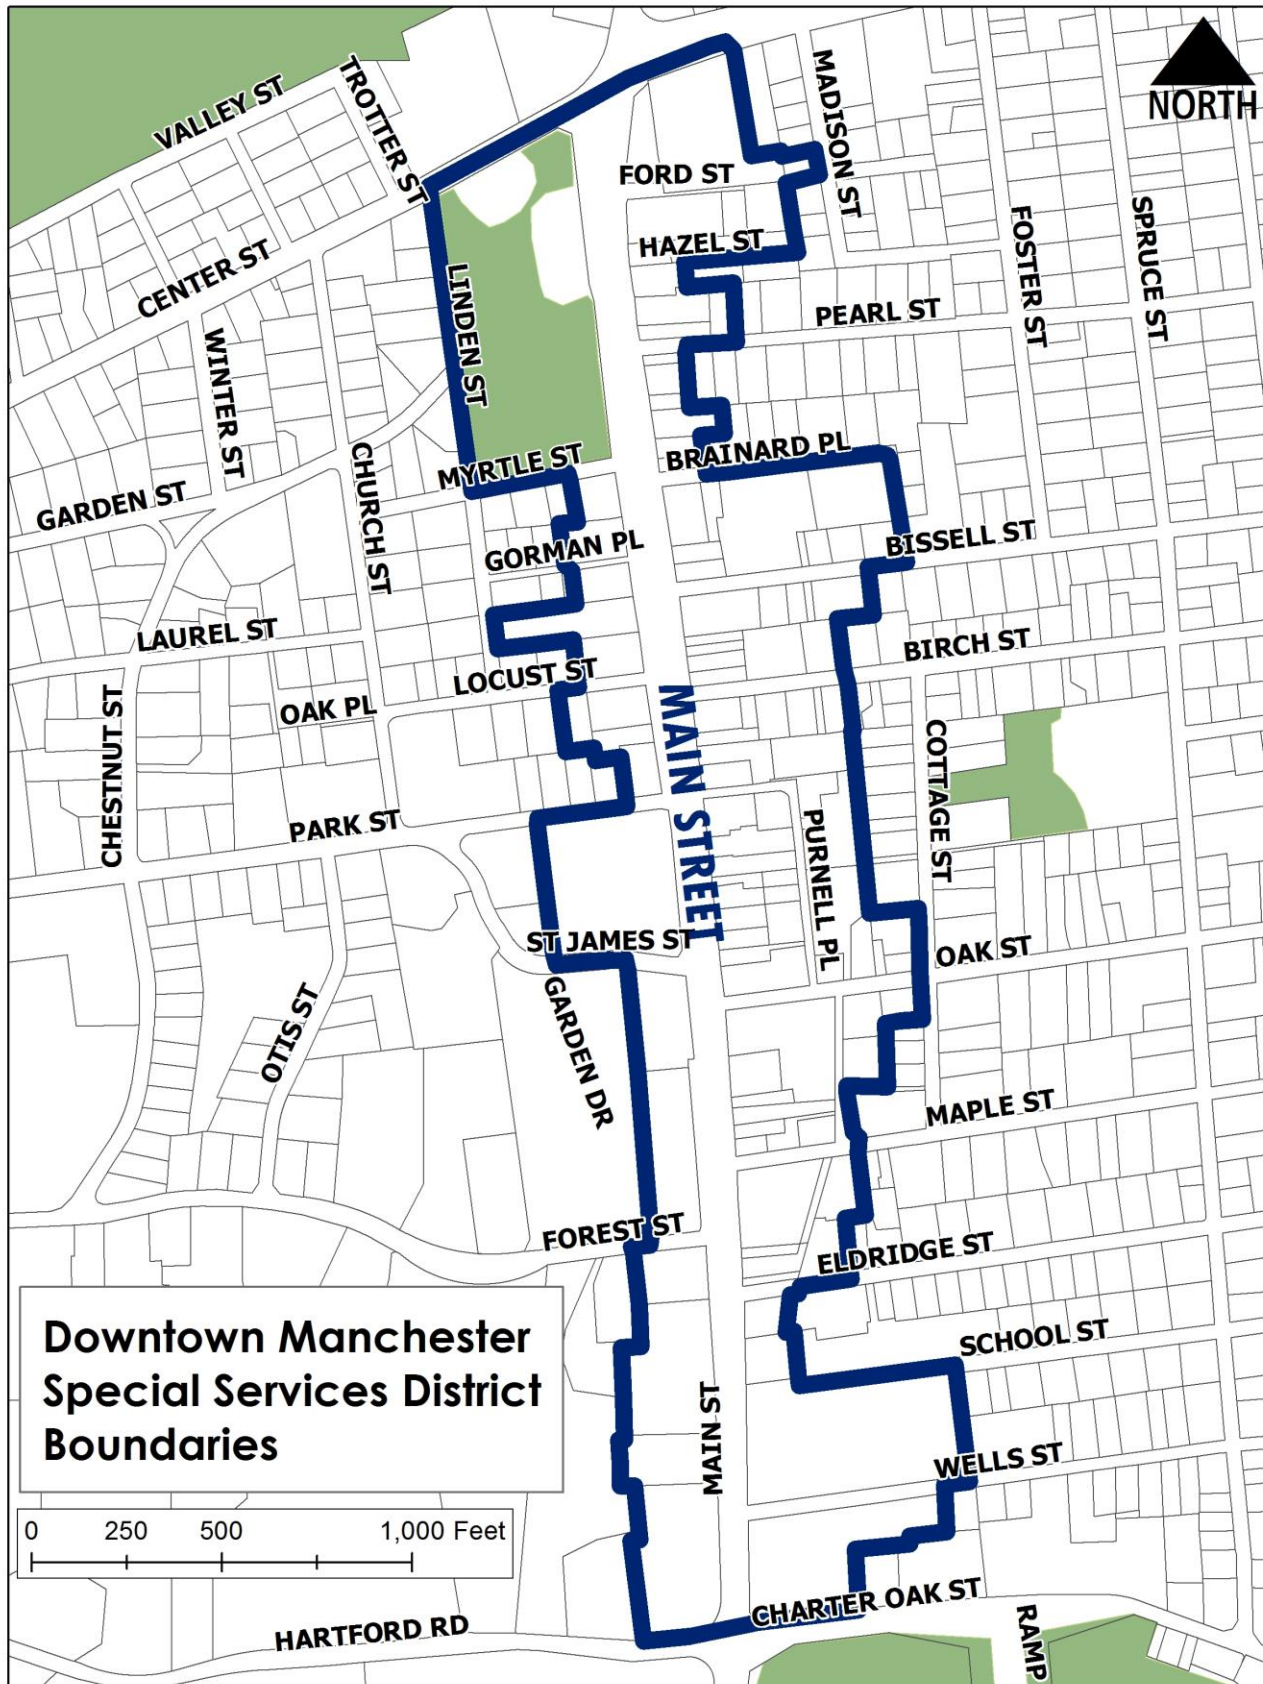 VALLEY ST
TROTTER ST
MADISON ST
NORTH
FORD ST
HAZEL ST
FOSTER ST
SPRUCE ST
CENTER ST
LINDEN ST
PEARL ST
WINTER ST
BRAINARD PL
MYRTLE ST
CHURCH ST
GARDEN ST
GORMAN PL
BISSELL ST
LAUREL ST
BIRCH ST
LOCUST ST
OAK PL
CHESTNUT ST
MAIN STREET
COTTAGE ST
PARK ST
PURNELL PL
ST JAMES ST
OAK ST
OTIS ST
GARDEN DR
MAPLE ST
FOREST ST
ELDRIDGE ST
Downtown Manchester
Special Services District
Boundaries
SCHOOL ST
MAIN ST
WELLS ST
0 250 500 1,000 Feet
CHARTER OAK ST
HARTFORD RD
RAMP